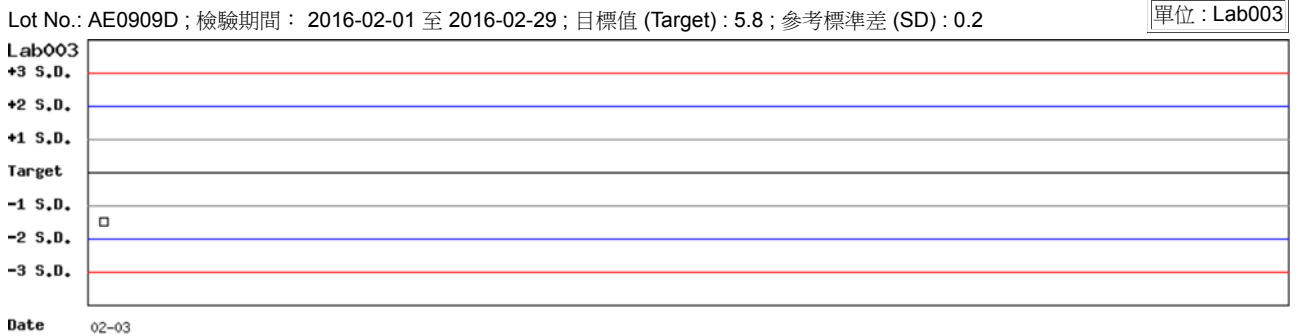 Lot No.: AE0909D ; 檢驗期間： 2016-02-01 至 2016-02-29 ; 目標值 (Target) : 5.8 ; 參考標準差 (SD) : 0.2
單位 : Lab003
Lab003
+3 S.D.
+2 S.D.
+1 S.D.
Target
-1 S.D.
-2 S.D.
-3 S.D.
Date 02-03